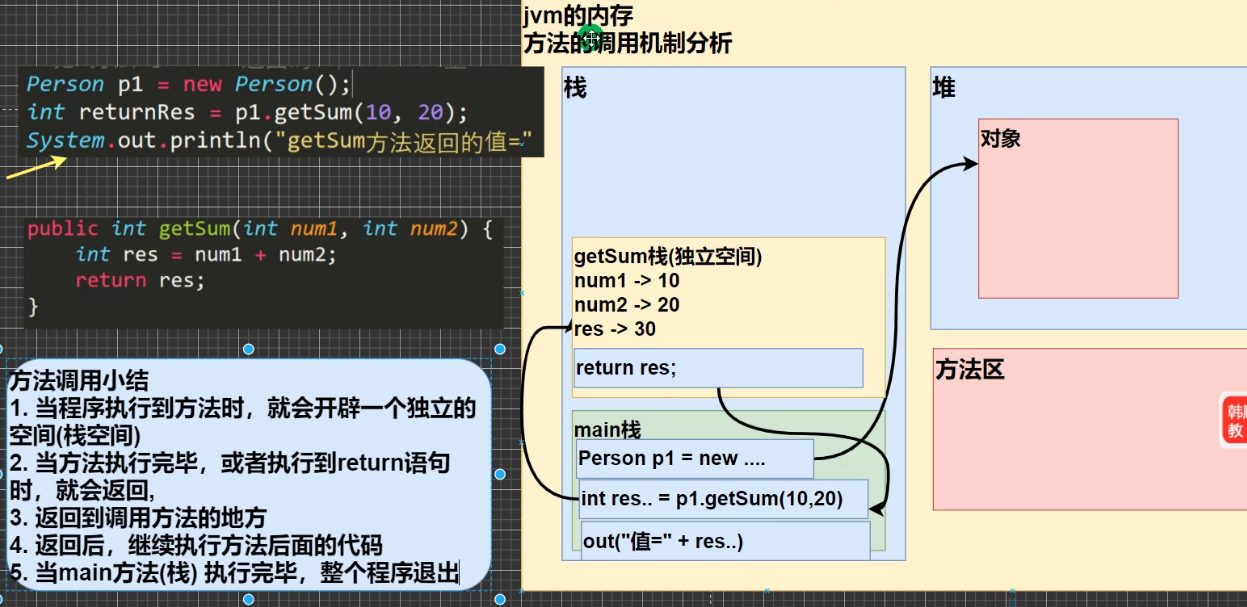 jvm的内存
方法的调用机制分析
Person p1 = new Person();
int returnRes = p1.getSum(10, 20);
System.out.println("getSum方法返回的值="
public int getSum(int num1, int num2) {
int res = num1 + num2;
return res;
}
方法调用小结
1. 当程序执行到方法时，就会开辟一个独立的
空间(栈空间)
2. 当方法执行完毕，或者执行到return语句
时，就会返回,
3. 返回到调用方法的地方
4. 返回后，继续执行方法后面的代码
5. 当main方法(栈) 执行完毕，整个程序退出
栈
getSum栈(独立空间)
num1 -> 10
num2 -> 20
res -> 30
return res;
main栈
Person p1 = new ....
int res.. = p1.getSum(10,20)
out("值=" + res..)
堆
对象
方法区
韩
教